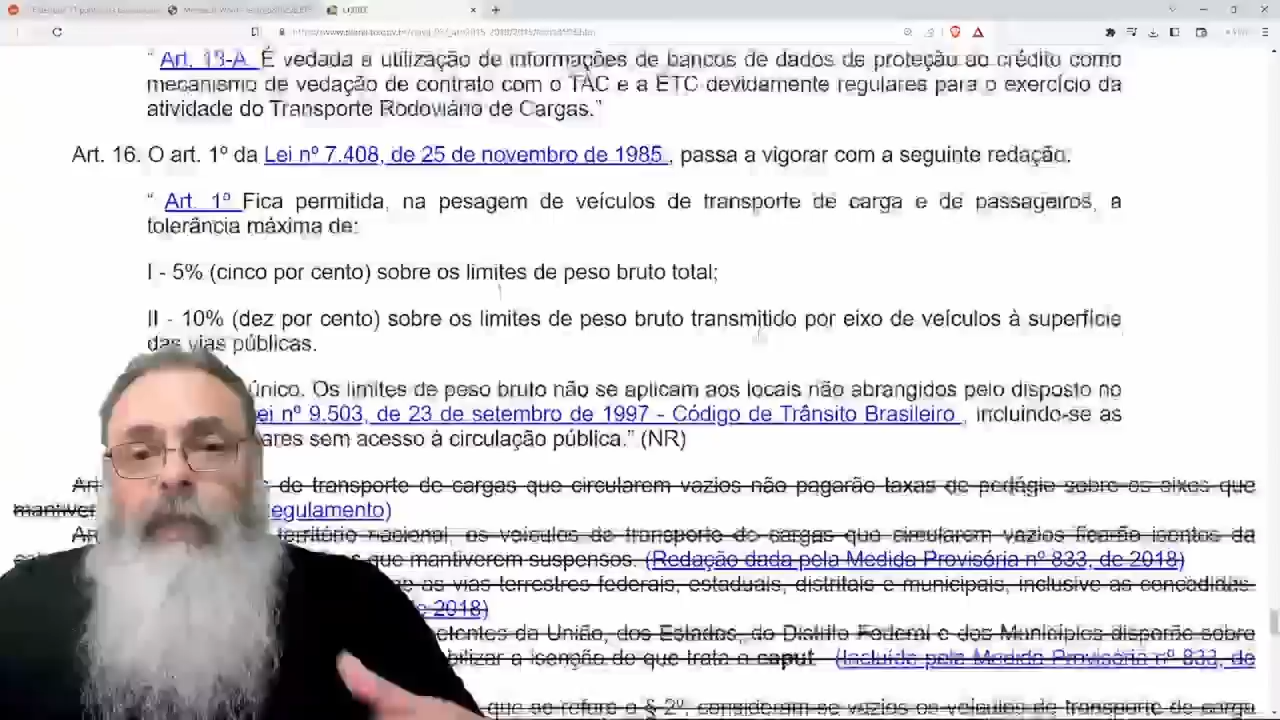 “ Art. 13-A. É vedada a utilização de informações de bancos de dados de proteção ao crédito como
mecanismo de vedação de contrato com o TAC e a ETC devidamente regulares para o exercício da
atividade do Transporte Rodoviário de Cargas.”
Art. 16. O art. 1º da Lei nº 7.408, de 25 de novembro de 1985 , passa a vigorar com a seguinte redação:
“ Art. 1º Fica permitida, na pesagem de veículos de transporte de carga e de passageiros, a
tolerância máxima de:
I - 5% (cinco por cento) sobre os limites de peso bruto total;
II - 10% (dez por cento) sobre os limites de peso bruto transmitido por eixo de veículos à superfície
das vias públicas.
único. Os limites de peso bruto não se aplicam aos locais não abrangidos pelo disposto no
ei nº 9.503, de 23 de setembro de 1997 - Código de Trânsito Brasileiro , incluindo-se as
ares sem acesso à circulação pública.” (NR)
de transporte de cargas que circularem vazios não pagarão taxas de pedágio sobre os eixos que
mantiver egulamento)
território nacional, os veículos de transporte de cargas que circularem vazios ficarão isentos da
que mantiverem suspensos. (Redação dada pela Medida Provisória nº 833, de 2018)
as vias terrestres federais, estaduais, distritais e municipais, inclusive as concedidas.
e 2018)
etentes da União, dos Estados, do Distrito Federal e dos Municípios disporão sobre
bilizar a isenção de que trata o caput. (Incluído pela Medida Provisória nº 833, de
que se refere o § 2º, consideram-se vazios os veículos de transporte de carga